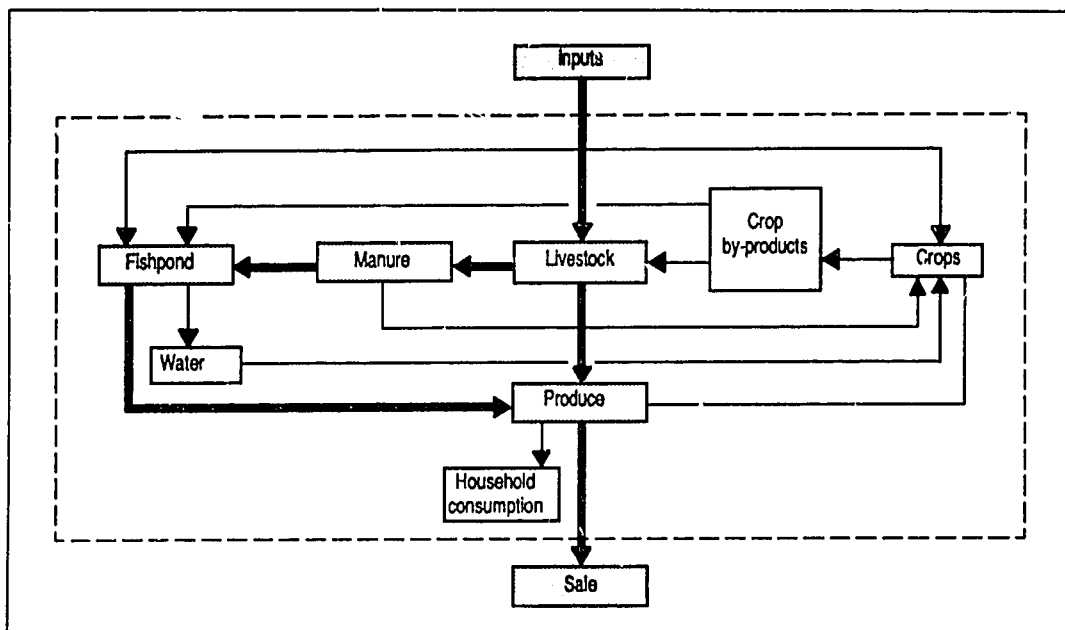 Inputs
Crop
by-products
Fishpond
Manure
Livestock
Crops
Water
Produce
Household
consumption
Sale